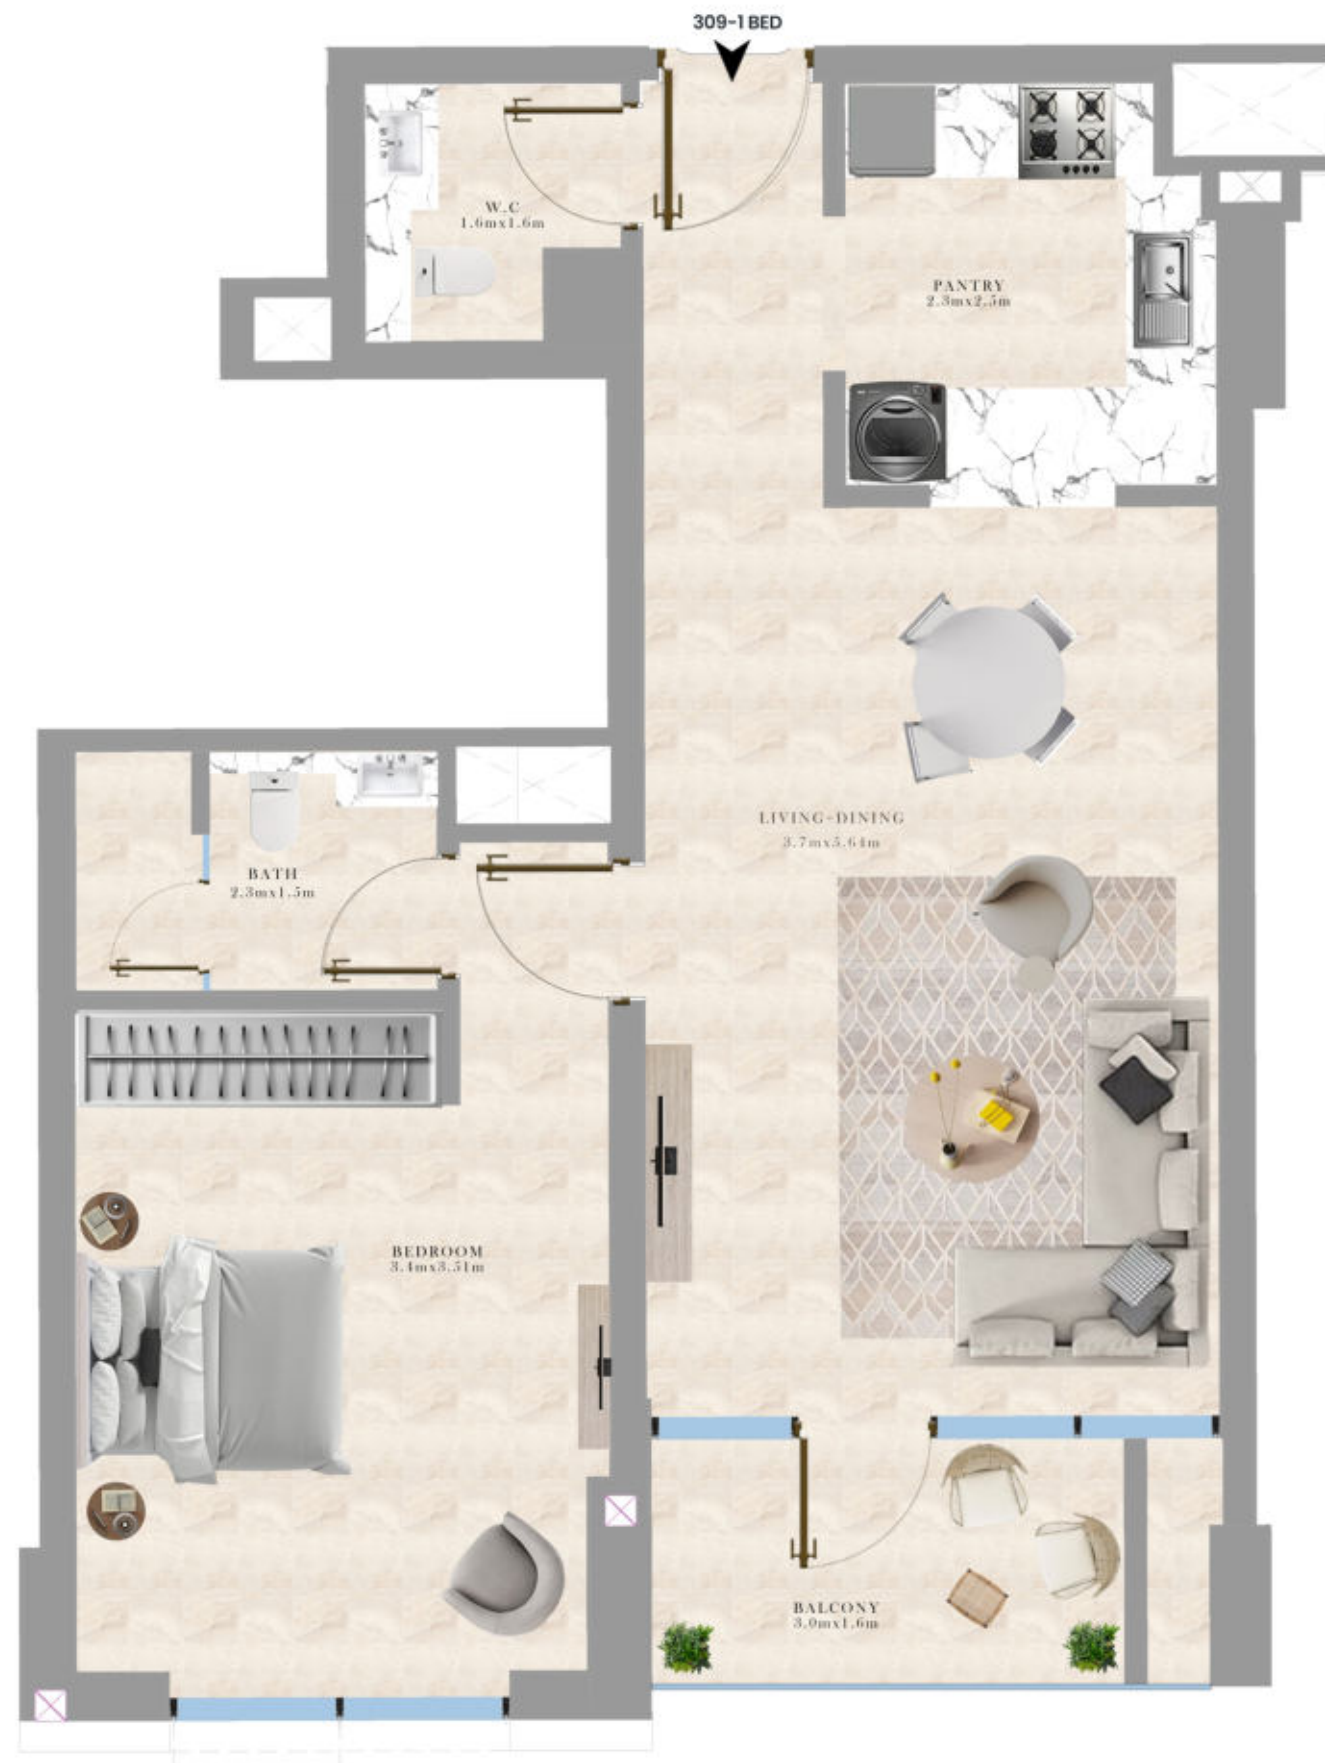 309-1 BED
W.C
1.6mx1.6m
PANTRY
2.3mx2.5m
LIVING-DINING
3.7mx5.64m
BATH
2.3mx1.5m
BEDROOM
3.4mx3.51m
BALCONY
3.0mx1.6m